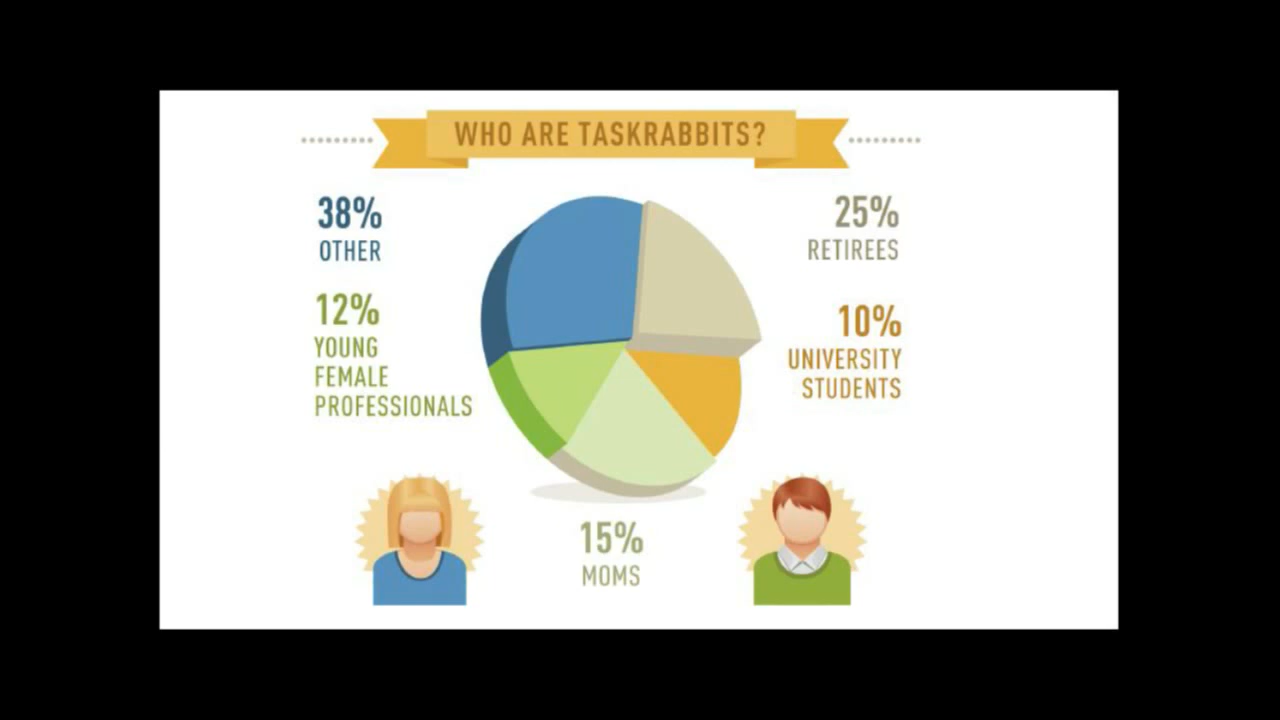 WHO ARE TASKRABBITS?
38%
OTHER
25%
RETIREES
12%
YOUNG
FEMALE
PROFESSIONALS
10%
UNIVERSITY
STUDENTS
15%
MOMS